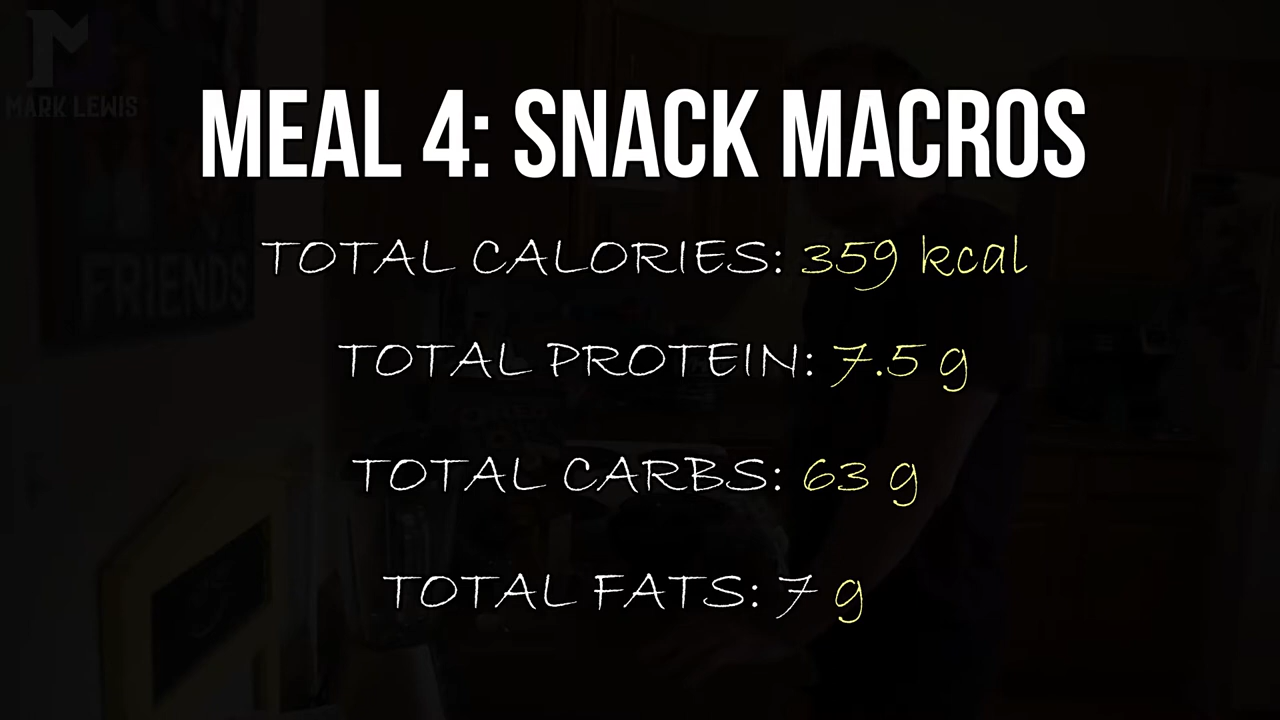 M
MARK LEWIS
MEAL 4: SNACK MACROS
TOTAL CALORIES: 359 kcal
FRIENDS
TOTAL PROTEIN: 7.5 g
TOTAL CARBS: 63 g
TOTAL FATS: 7 g